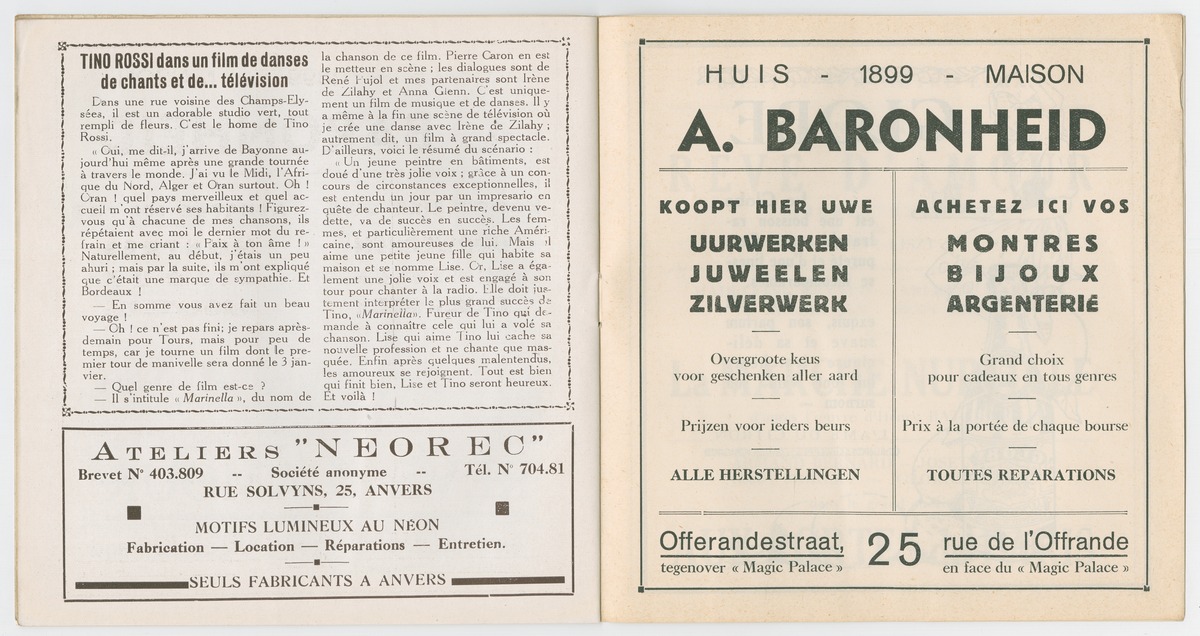 TINO ROSSI dans un film de danses
de chants et de... télévision
Dans une rue voisine des Champs-Ely-
sées, il est un adorable studio vert, tout
rempli de fleurs. C'est le home de Tino
Rossi.
« Oui, me dit-il, j'arrive de Bayonne au-
jourd'hui même après une grande tournée
à travers le monde. J'ai vu le Midi, l'Afri-
que du Nord, Alger et Oran surtout. Oh !
Oran ! quel pays merveilleux et quel ac-
cueil m'ont réservé ses habitants ! Figurez-
vous qu'à chacune de mes chansons, ils
répétaient avec moi le dernier mot du re-
frain et me criant : « Paix à ton âme ! »
Naturellement, au début, j'étais un peu
ahuri ; mais par la suite, ils m'ont expliqué
que c'était une marque de sympathie. Et
Bordeaux !
— En somme vous avez fait un beau
voyage !
— Oh ! ce n'est pas fini; je repars après-
demain pour Tours, mais pour peu de
temps, car je tourne un film dont le pre-
mier tour de manivelle sera donné le 3 jan-
vier.
— Quel genre de film est-ce ?
— Il s'intitule « Marinella », du nom de
la chanson de ce film. Pierre Caron en est
le metteur en scène ; les dialogues sont de
René Pujol et mes partenaires sont Irène
de Zilahy et Anna Glenn. C'est unique-
ment un film de musique et de danses. Il y
a même à la fin une scène de télévision où
je crée une danse avec Irène de Zilahy ;
autrement dit, un film à grand spectacle.
D'ailleurs, voici le résumé du scénario :
« Un jeune peintre en bâtiments, est
doué d'une très jolie voix ; grâce à un con-
cours de circonstances exceptionnelles, il
est entendu un jour par un impresario en
quête de chanteur. Le peintre, devenu ve-
dette, va de succès en succès. Les fem-
mes, et particulièrement une riche Améri-
caine, sont amoureuses de lui. Mais il
aime une petite jeune fille qui habite sa
maison et se nomme Lise. Or, Lise a éga-
lement une jolie voix et est engagé à son
tour pour chanter à la radio. Elle doit jus-
tement interpréter le plus grand succès de
Tino, «Marinella». Fureur de Tino qui de-
mande à connaître cele qui lui a volé sa
chanson. Lise qui aime Tino lui cache sa
nouvelle profession et ne chante que mas-
quée. Enfin après quelques malentendus,
les amoureux se rejoignent. Tout est bien
qui finit bien, Lise et Tino seront heureux.
Et voilà !
ATELIERS "NEOREC"
Brevet N° 403.809 -- Société anonyme -- Tél. N° 704.81
RUE SOLVYNS, 25, ANVERS
MOTIFS LUMINEUX AU NÉON
Fabrication — Location — Réparations — Entretien.
SEULS FABRICANTS A ANVERS
HUIS - 1899 - MAISON
A. BARONHEID
KOOPT HIER UWE
UURWERKEN
JUWEELEN
ZILVERWERK
Overgroote keus
voor geschenken aller aard
Prijzen voor ieders beurs
ALLE HERSTELLINGEN
ACHETEZ ICI VOS
MONTRES
BIJOUX
ARGENTERIE
Grand choix
pour cadeaux en tous genres
Prix à la portée de chaque bourse
TOUTES REPARATIONS
Offerandestraat, 25 rue de l'Offrande
tegenover « Magic Palace » en face du « Magic Palace »